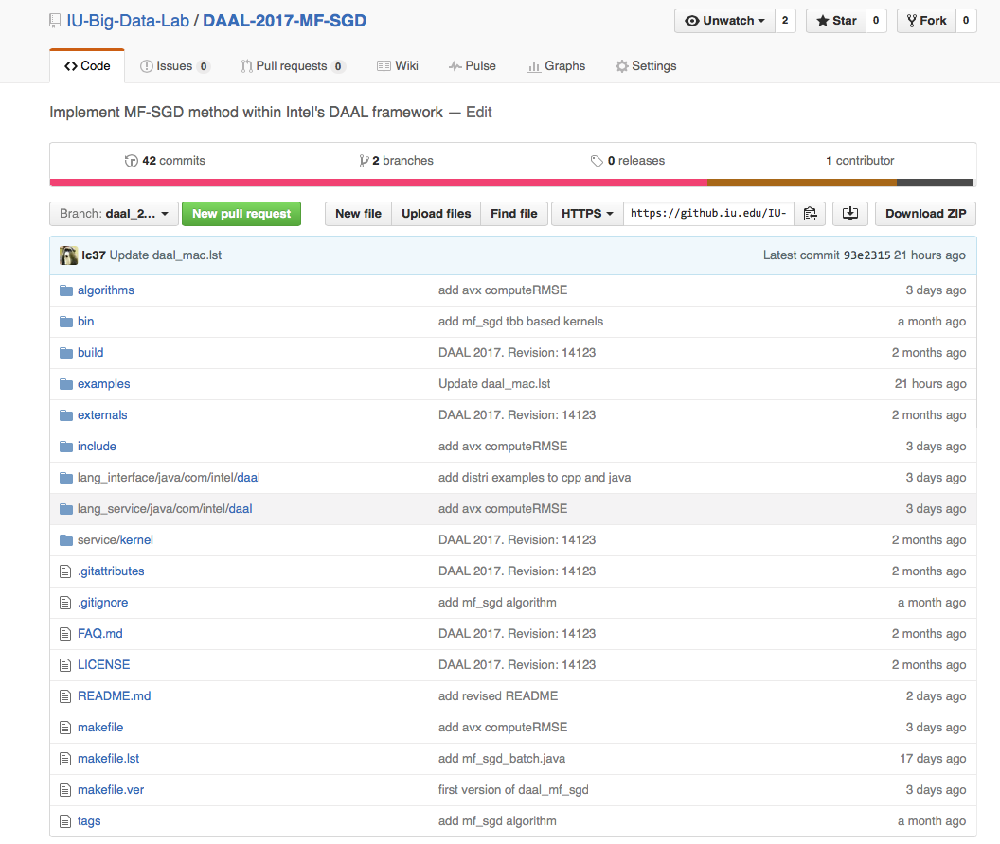 IU-Big-Data-Lab / DAAL-2017-MF-SGD Unwatch 2 Star 0 Fork 0
Code Issues 0 Pull requests 0 Wiki Pulse Graphs Settings
Implement MF-SGD method within Intel's DAAL framework — Edit
42 commits 2 branches 0 releases 1 contributor
Branch: daal_2... New pull request New file Upload files Find file HTTPS https://github.iu.edu/IU- Download ZIP
lc37 Update daal_mac.lst Latest commit 93e2315 21 hours ago
algorithms add avx computeRMSE 3 days ago
bin add mf_sgd tbb based kernels a month ago
build DAAL 2017. Revision: 14123 2 months ago
examples Update daal_mac.lst 21 hours ago
externals DAAL 2017. Revision: 14123 2 months ago
include add avx computeRMSE 3 days ago
lang_interface/java/com/intel/daal add distri examples to cpp and java 3 days ago
lang_service/java/com/intel/daal add avx computeRMSE 3 days ago
service/kernel DAAL 2017. Revision: 14123 2 months ago
.gitattributes DAAL 2017. Revision: 14123 2 months ago
.gitignore add mf_sgd algorithm a month ago
FAQ.md DAAL 2017. Revision: 14123 2 months ago
LICENSE DAAL 2017. Revision: 14123 2 months ago
README.md add revised README 2 days ago
makefile add avx computeRMSE 3 days ago
makefile.lst add mf_sgd_batch.java 17 days ago
makefile.ver first version of daal_mf_sgd 3 days ago
tags add mf_sgd algorithm a month ago